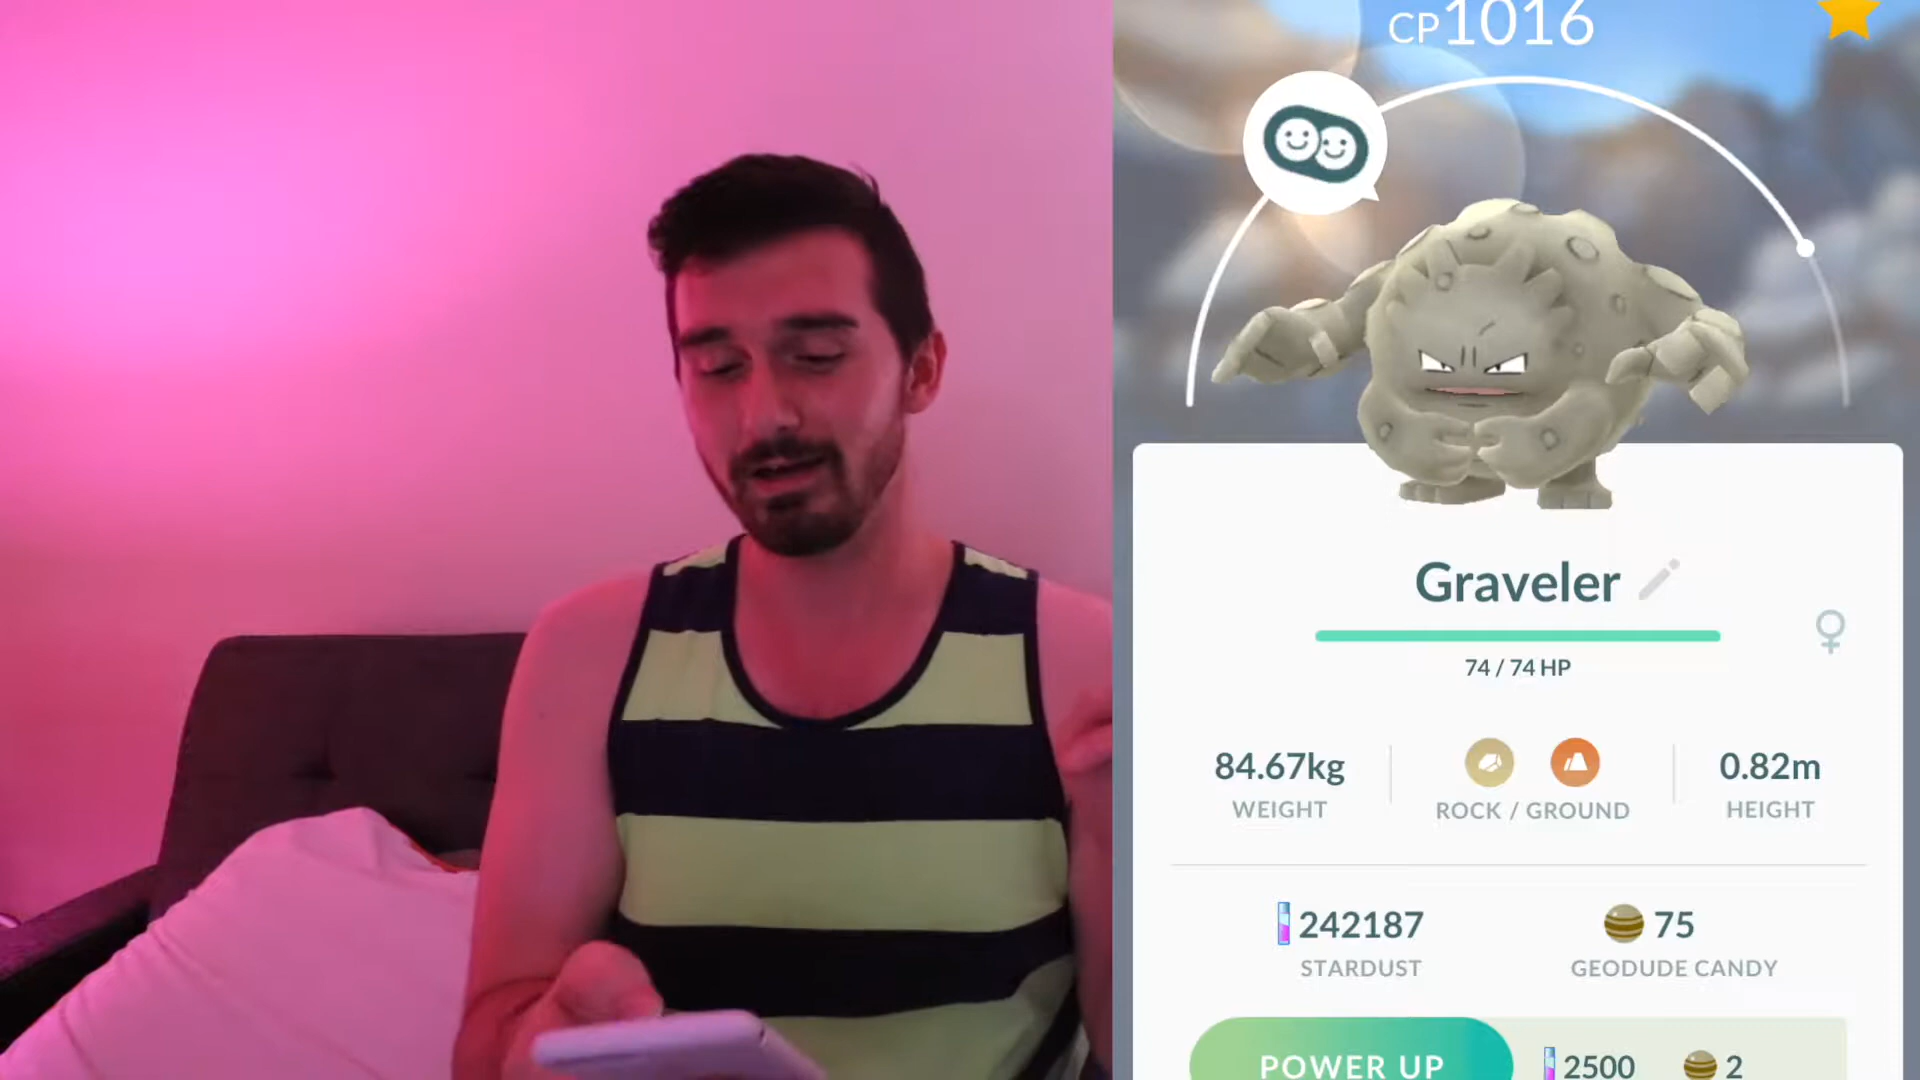 CP1016
Graveler
74 / 74 HP
84.67kg
WEIGHT
ROCK / GROUND
0.82m
HEIGHT
242187
STARDUST
75
GEODUDE CANDY
POWER UP
2500
2